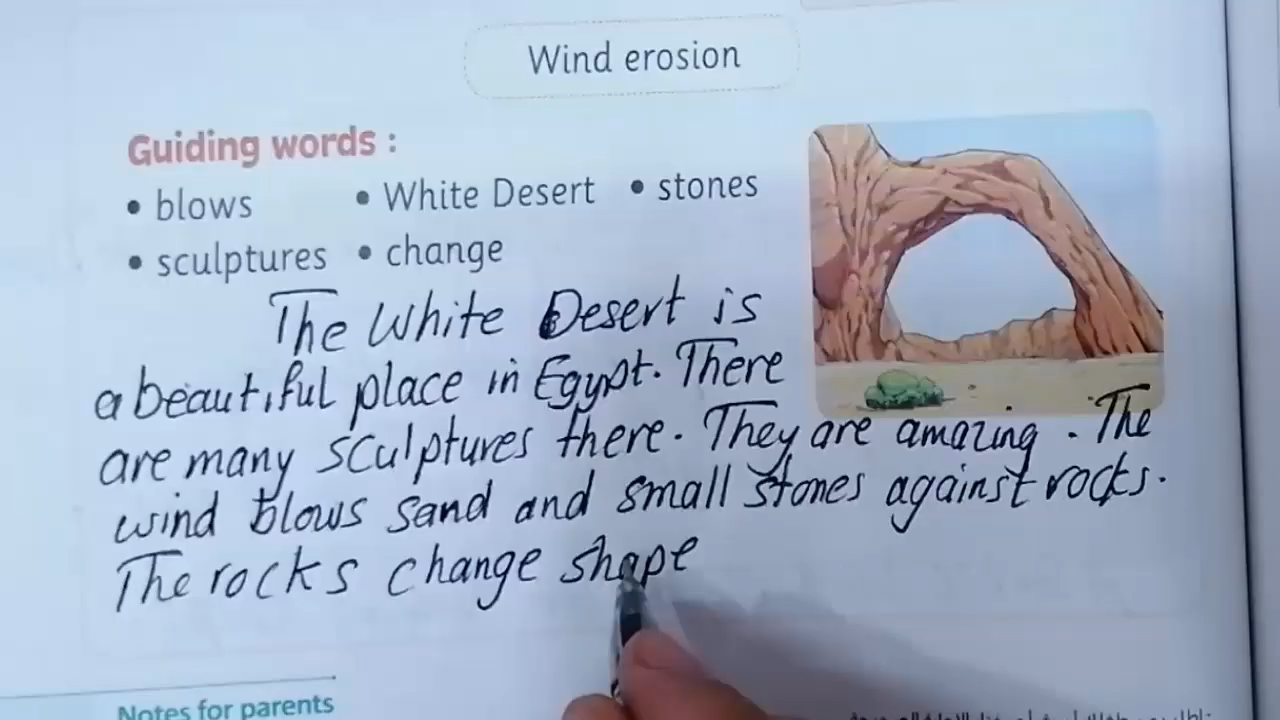 Wind erosion
Guiding words :
• blows • White Desert • stones
• sculptures • change
The White Desert is
a beautiful place in Egypt. There
are many sculptures there. They are amazing. The
wind blows sand and small stones against rocks.
The rocks change shape
Notes for parents